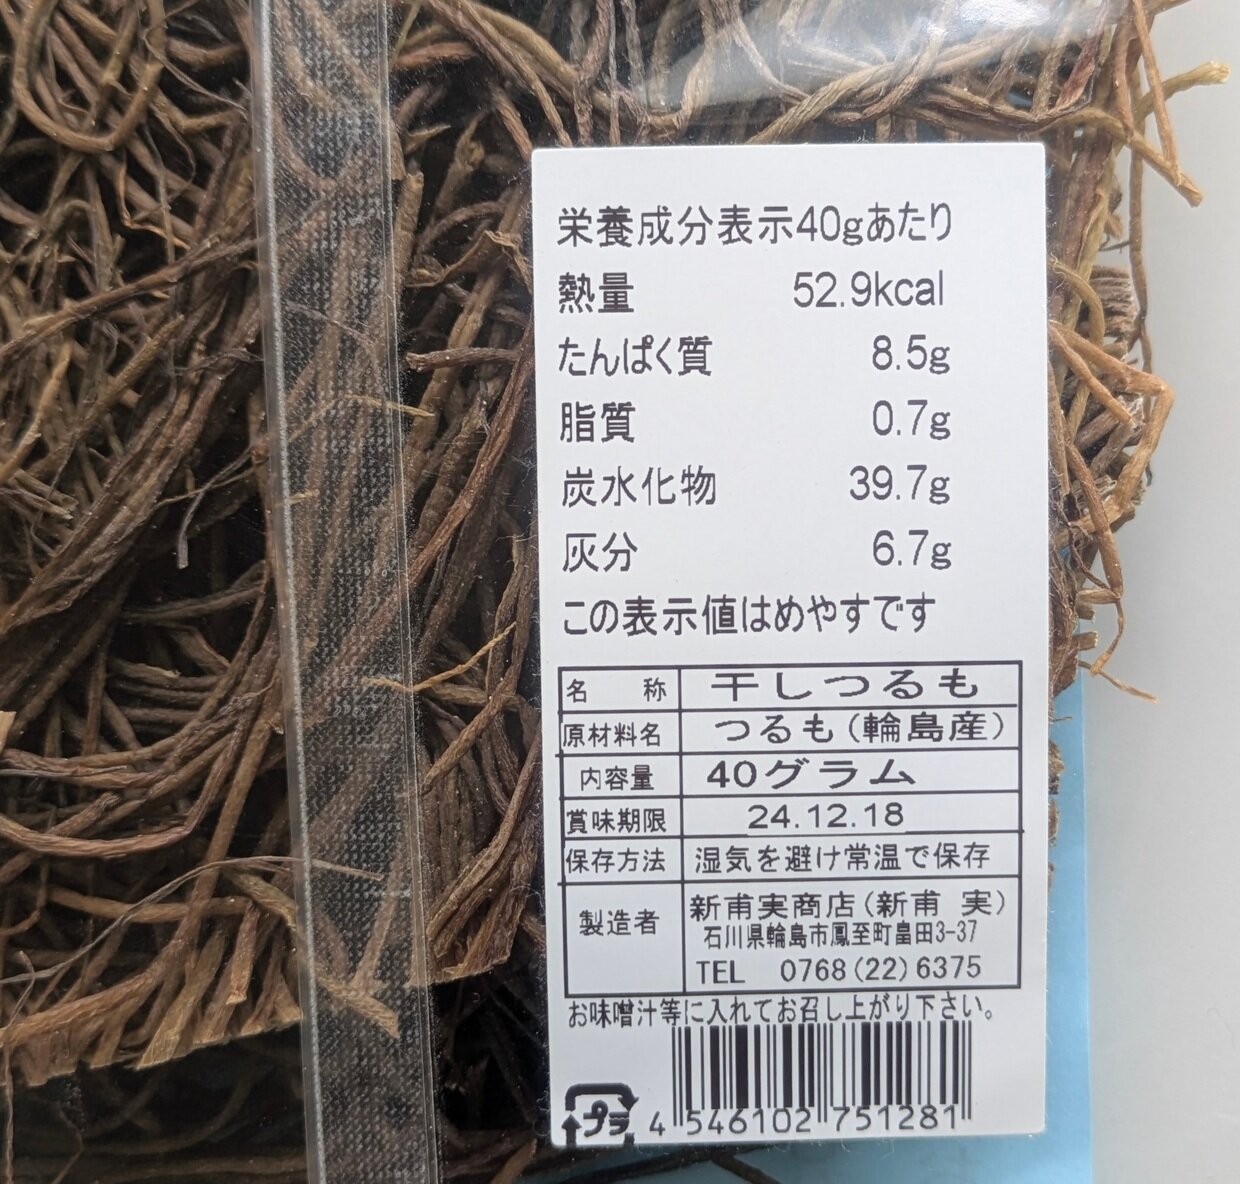 栄養成分表示40gあたり
熱量 52.9kcal
たんぱく質 8.5g
脂質 0.7g
炭水化物 39.7g
灰分 6.7g
この表示値はめやすです
名称 干しつるも
原材料名 つるも(輪島産)
内容量 40グラム
賞味期限 24.12.18
保存方法 湿気を避け常温で保存
製造者 新甫実商店(新甫 実)
石川県輪島市鳳至町畠田3-37
TEL 0768(22)6375
お味噌汁等に入れてお召し上がり下さい。
プラ 4 546102 751281